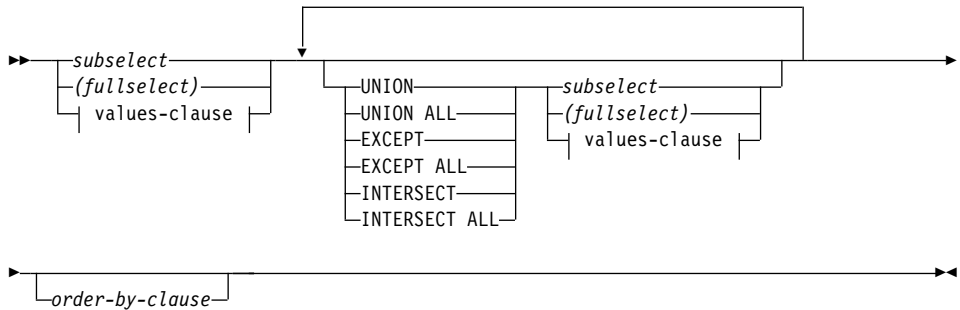 subselect
(fullselect)
values-clause
UNION
UNION ALL
EXCEPT
EXCEPT ALL
INTERSECT
INTERSECT ALL
subselect
(fullselect)
values-clause
order-by-clause